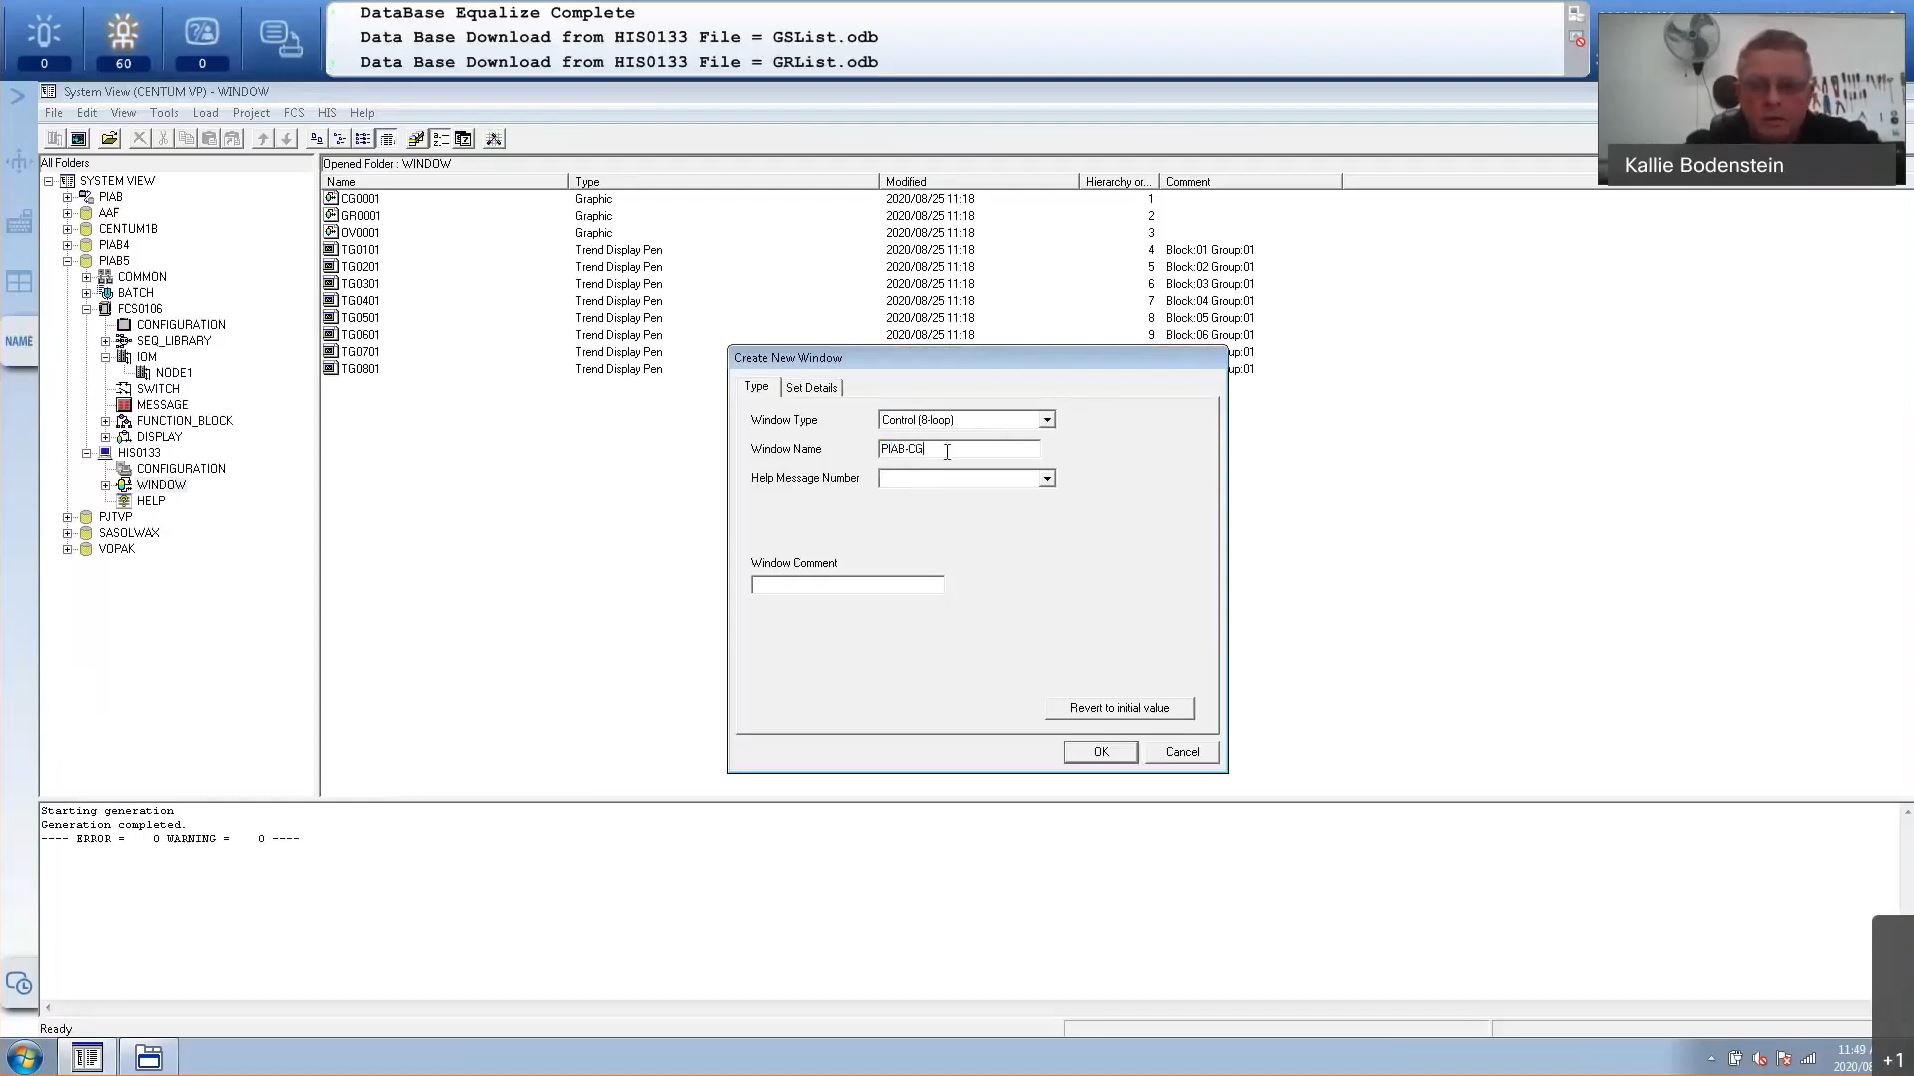 DataBase Equalize Complete
Data Base Download from HIS0133 File = GSList.odb
Data Base Download from HIS0133 File = GRList.odb
0
60
0
Kallie Bodenstein
System View (CENTUM VP) - WINDOW
File Edit View Tools Load Project FCS HIS Help
All Folders
SYSTEM VIEW
PIAB
AAF
CENTUM1B
PIAB4
PIAB5
COMMON
BATCH
FCS0106
CONFIGURATION
SEQ_LIBRARY
IOM
NODE1
SWITCH
MESSAGE
FUNCTION_BLOCK
DISPLAY
HIS0133
CONFIGURATION
WINDOW
HELP
PJTVP
SASOLWAX
VOPAK
NAME
Opened Folder : WINDOW
Name Type Modified Hierarchy or... Comment
CG0001 Graphic 2020/08/25 11:18 1
GR0001 Graphic 2020/08/25 11:18 2
OV0001 Graphic 2020/08/25 11:18 3
TG0101 Trend Display Pen 2020/08/25 11:18 4 Block:01 Group:01
TG0201 Trend Display Pen 2020/08/25 11:18 5 Block:02 Group:01
TG0301 Trend Display Pen 2020/08/25 11:18 6 Block:03 Group:01
TG0401 Trend Display Pen 2020/08/25 11:18 7 Block:04 Group:01
TG0501 Trend Display Pen 2020/08/25 11:18 8 Block:05 Group:01
TG0601 Trend Display Pen 2020/08/25 11:18 9 Block:06 Group:01
TG0701 Trend Display Pen up:01
TG0801 Trend Display Pen up:01
Create New Window
Type Set Details
Window Type Control (8-loop)
Window Name PIAB-CG
Help Message Number
Window Comment
Revert to initial value
OK Cancel
Starting generation
Generation completed.
---- ERROR = 0 WARNING = 0 ----
Ready
11:49
2020/08
+1